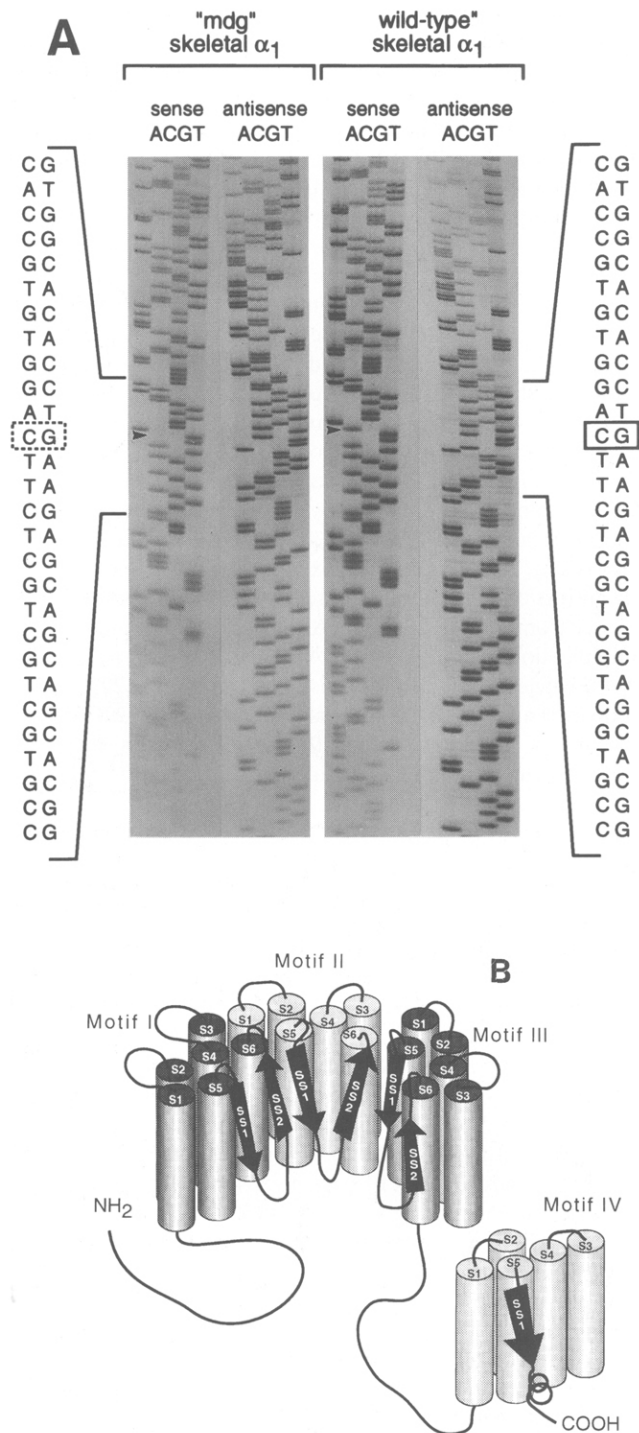 A
"mdg"
skeletal α1
wild-type"
skeletal α1
sense
ACGT
antisense
ACGT
sense
ACGT
antisense
ACGT
C G
A T
C G
C G
G C
T A
G C
T A
G C
G C
A T
C G
T A
T A
C G
T A
C G
G C
T A
C G
G C
T A
C G
G C
T A
G C
C G
C G
C G
A T
C G
C G
G C
T A
G C
T A
G C
G C
A T
C G
T A
T A
C G
T A
C G
G C
T A
C G
G C
T A
C G
G C
T A
G C
C G
C G
B
Motif I
S1
S2
S3
S4
S5
S6
SS1
SS2
Motif II
S1
S2
S3
S4
S5
S6
SS1
SS2
Motif III
S1
S2
S3
S4
S5
S6
SS1
SS2
Motif IV
S1
S2
S3
S4
S5
SS1
NH2
COOH